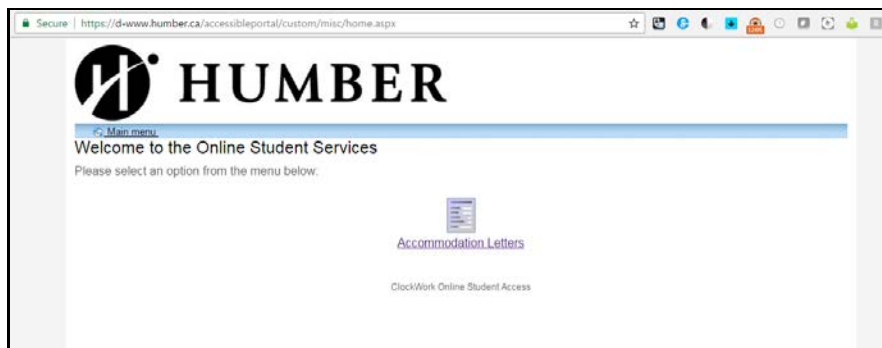 Secure | https://d-www.humber.ca/accessibleportal/custom/misc/home.aspx
HUMBER
Main menu
Welcome to the Online Student Services
Please select an option from the menu below:
Accommodation Letters
ClockWork Online Student Access